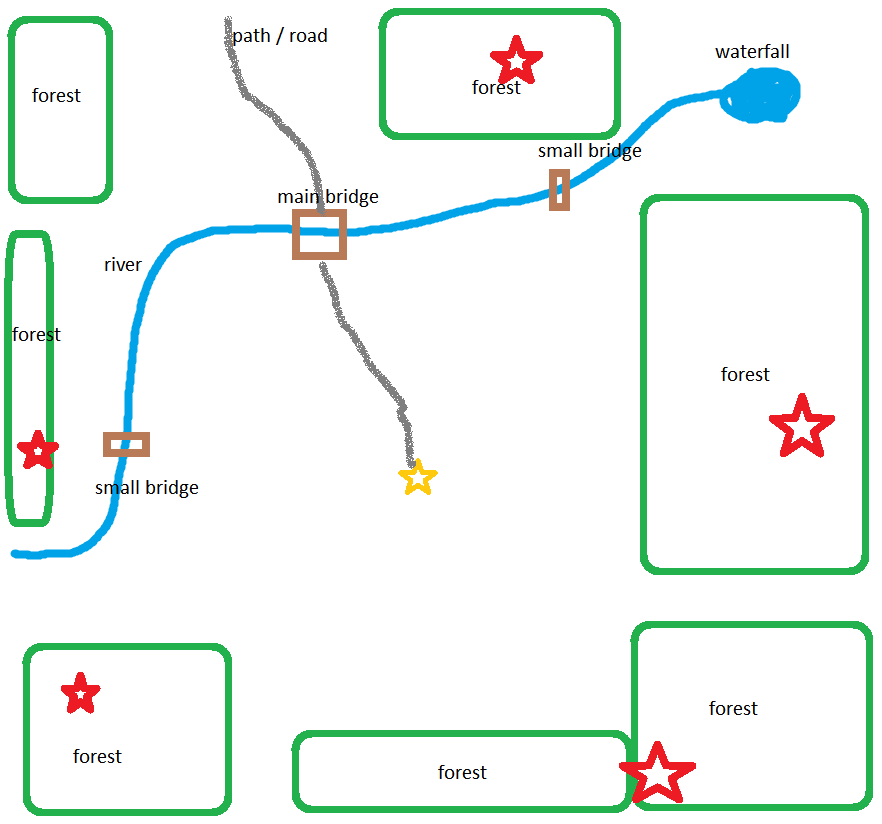 path / road
waterfall
forest
forest
small bridge
main bridge
river
forest
forest
small bridge
forest
forest
forest